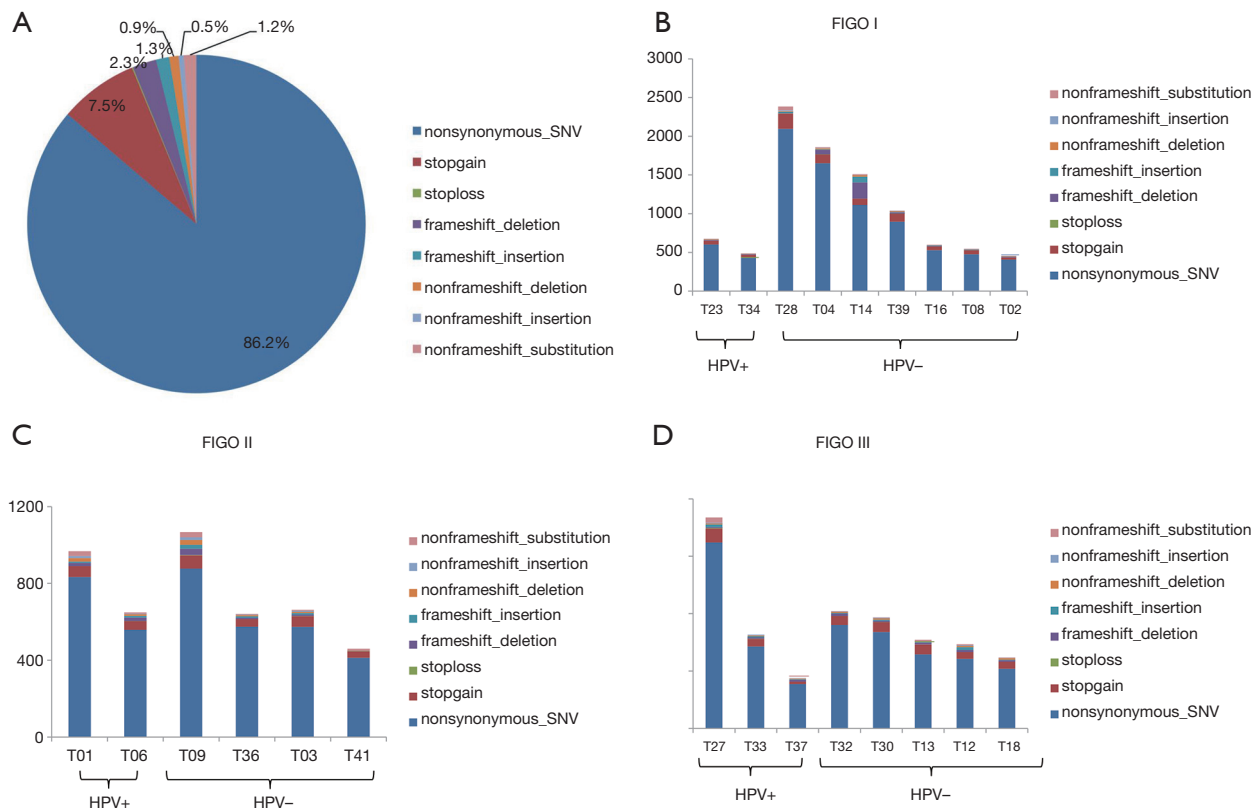 A
0.9%
0.5%
1.2%
1.3%
2.3%
7.5%
86.2%
nonsynonymous_SNV
stopgain
stoploss
frameshift_deletion
frameshift_insertion
nonframeshift_deletion
nonframeshift_insertion
nonframeshift_substitution
B
FIGO I
3000
2500
2000
1500
1000
500
0
T23 T34 T28 T04 T14 T39 T16 T08 T02
HPV+ HPV–
nonframeshift_substitution
nonframeshift_insertion
nonframeshift_deletion
frameshift_insertion
frameshift_deletion
stoploss
stopgain
nonsynonymous_SNV
C
FIGO II
1200
800
400
0
T01 T06 T09 T36 T03 T41
HPV+ HPV–
nonframeshift_substitution
nonframeshift_insertion
nonframeshift_deletion
frameshift_insertion
frameshift_deletion
stoploss
stopgain
nonsynonymous_SNV
D
FIGO III
T27 T33 T37 T32 T30 T13 T12 T18
HPV+ HPV–
nonframeshift_substitution
nonframeshift_insertion
nonframeshift_deletion
frameshift_insertion
frameshift_deletion
stoploss
stopgain
nonsynonymous_SNV